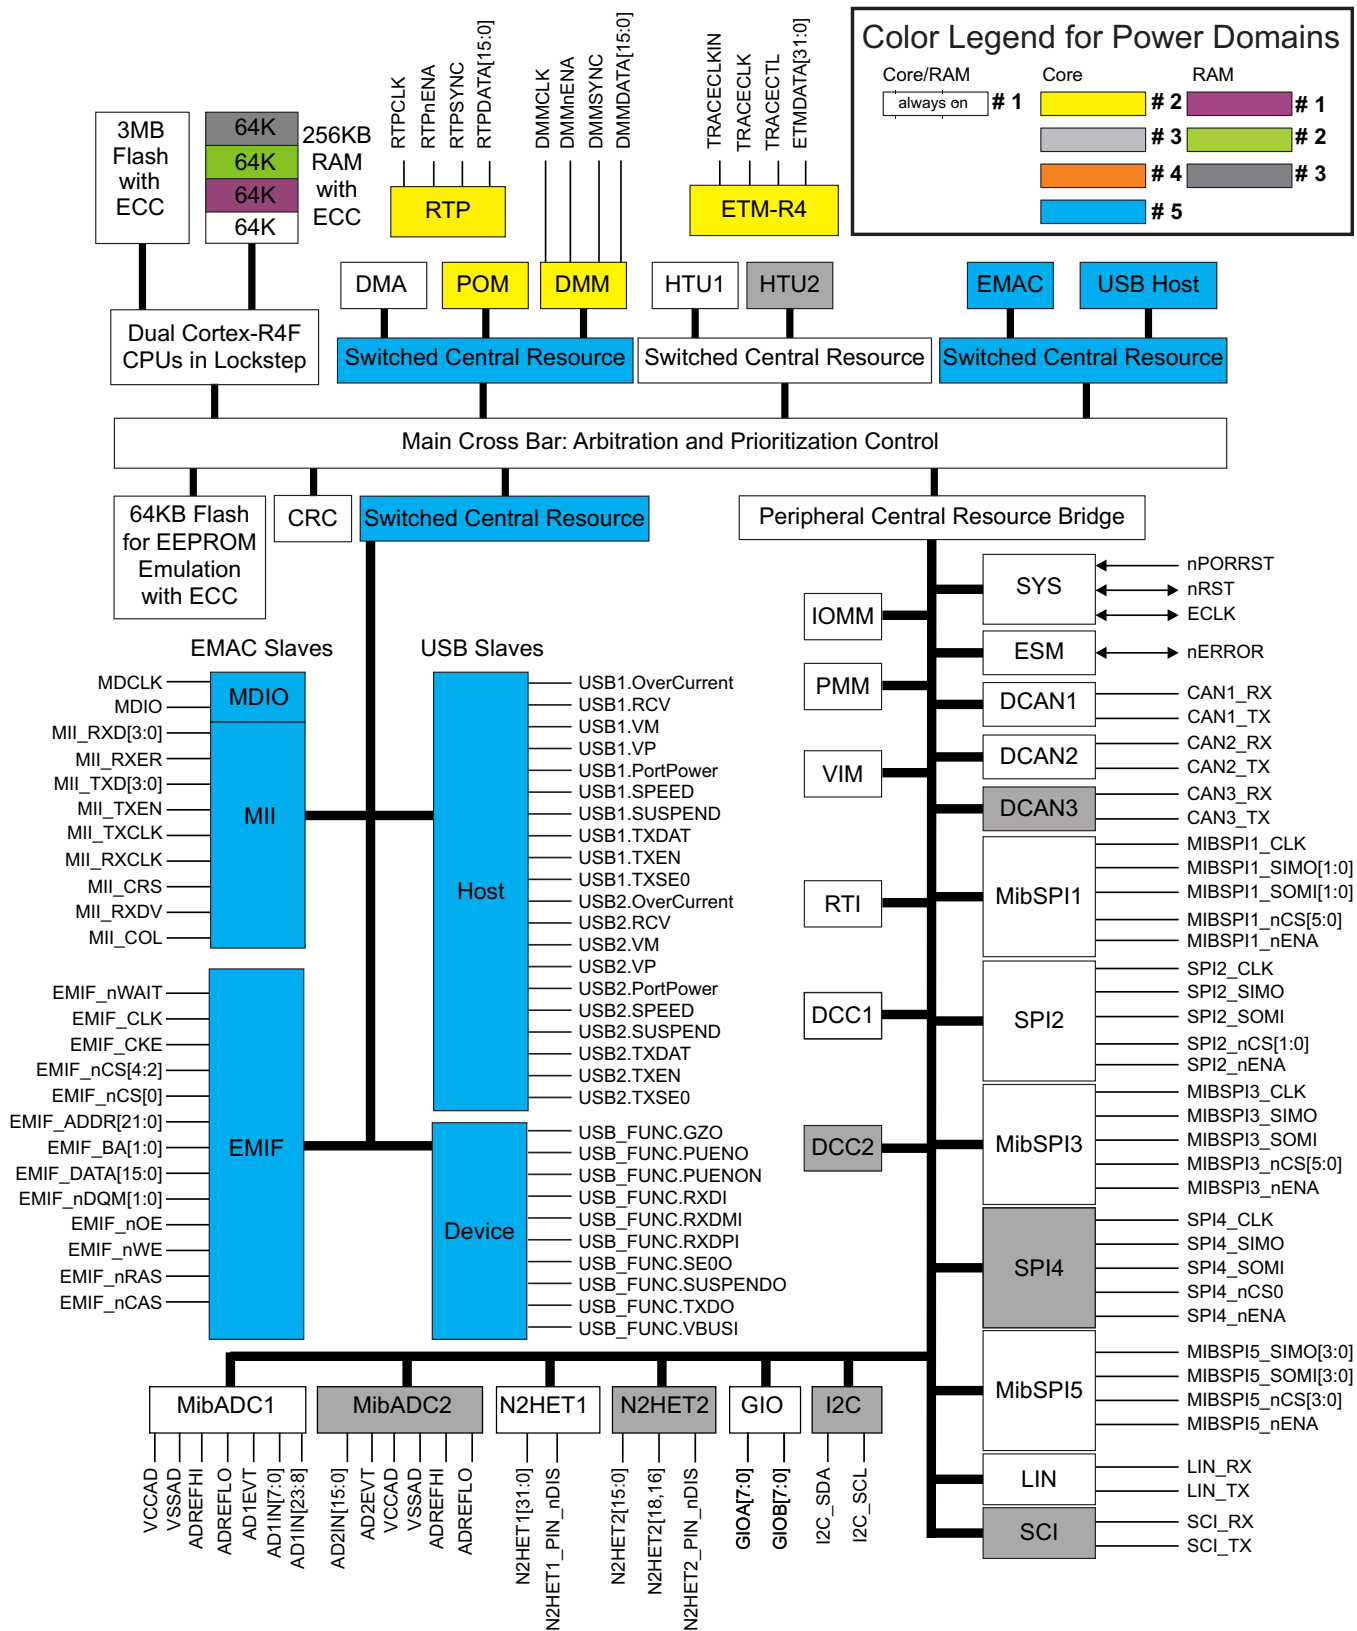 Color Legend for Power Domains
Core/RAM
Core
RAM
always on
# 1
# 2
# 1
# 3
# 2
# 4
# 3
# 5
3MB
Flash
with
ECC
64K
64K
64K
64K
256KB
RAM
with
ECC
RTPCLK
RTPnENA
RTPSYNC
RTPDATA[15:0]
DMMCLK
DMMnENA
DMMSYNC
DMMDATA[15:0]
TRACECLKIN
TRACECLK
TRACECTL
ETMDATA[31:0]
RTP
ETM-R4
DMA
POM
DMM
HTU1
HTU2
EMAC
USB Host
Dual Cortex-R4F
CPUs in Lockstep
Switched Central Resource
Switched Central Resource
Switched Central Resource
Main Cross Bar: Arbitration and Prioritization Control
64KB Flash
for EEPROM
Emulation
with ECC
CRC
Switched Central Resource
Peripheral Central Resource Bridge
EMAC Slaves
USB Slaves
MDCLK
MDIO
MII_RXD[3:0]
MII_RXER
MII_TXD[3:0]
MII_TXEN
MII_TXCLK
MII_RXCLK
MII_CRS
MII_RXDV
MII_COL
MDIO
MII
EMIF_nWAIT
EMIF_CLK
EMIF_CKE
EMIF_nCS[4:2]
EMIF_nCS[0]
EMIF_ADDR[21:0]
EMIF_BA[1:0]
EMIF_DATA[15:0]
EMIF_nDQM[1:0]
EMIF_nOE
EMIF_nWE
EMIF_nRAS
EMIF_nCAS
EMIF
Host
USB1.OverCurrent
USB1.RCV
USB1.VM
USB1.VP
USB1.PortPower
USB1.SPEED
USB1.SUSPEND
USB1.TXDAT
USB1.TXEN
USB1.TXSE0
USB2.OverCurrent
USB2.RCV
USB2.VM
USB2.VP
USB2.PortPower
USB2.SPEED
USB2.SUSPEND
USB2.TXDAT
USB2.TXEN
USB2.TXSE0
Device
USB_FUNC.GZO
USB_FUNC.PUENO
USB_FUNC.PUENON
USB_FUNC.RXDI
USB_FUNC.RXDMI
USB_FUNC.RXDPI
USB_FUNC.SE0O
USB_FUNC.SUSPENDO
USB_FUNC.TXDO
USB_FUNC.VBUSI
IOMM
PMM
VIM
RTI
DCC1
DCC2
SYS
nPORRST
nRST
ECLK
ESM
nERROR
DCAN1
CAN1_RX
CAN1_TX
DCAN2
CAN2_RX
CAN2_TX
DCAN3
CAN3_RX
CAN3_TX
MibSPI1
MIBSPI1_CLK
MIBSPI1_SIMO[1:0]
MIBSPI1_SOMI[1:0]
MIBSPI1_nCS[5:0]
MIBSPI1_nENA
SPI2
SPI2_CLK
SPI2_SIMO
SPI2_SOMI
SPI2_nCS[1:0]
SPI2_nENA
MibSPI3
MIBSPI3_CLK
MIBSPI3_SIMO
MIBSPI3_SOMI
MIBSPI3_nCS[5:0]
MIBSPI3_nENA
SPI4
SPI4_CLK
SPI4_SIMO
SPI4_SOMI
SPI4_nCS0
SPI4_nENA
MibSPI5
MIBSPI5_SIMO[3:0]
MIBSPI5_SOMI[3:0]
MIBSPI5_nCS[3:0]
MIBSPI5_nENA
LIN
LIN_RX
LIN_TX
SCI
SCI_RX
SCI_TX
MibADC1
MibADC2
N2HET1
N2HET2
GIO
I2C
VCCAD
VSSAD
ADREFHI
ADREFLO
AD1EVT
AD1IN[7:0]
AD1IN[23:8]
AD2IN[15:0]
AD2EVT
VCCAD
VSSAD
ADREFHI
ADREFLO
N2HET1[31:0]
N2HET1_PIN_nDIS
N2HET2[15:0]
N2HET2[18,16]
N2HET2_PIN_nDIS
GIOA[7:0]
GIOB[7:0]
I2C_SDA
I2C_SCL